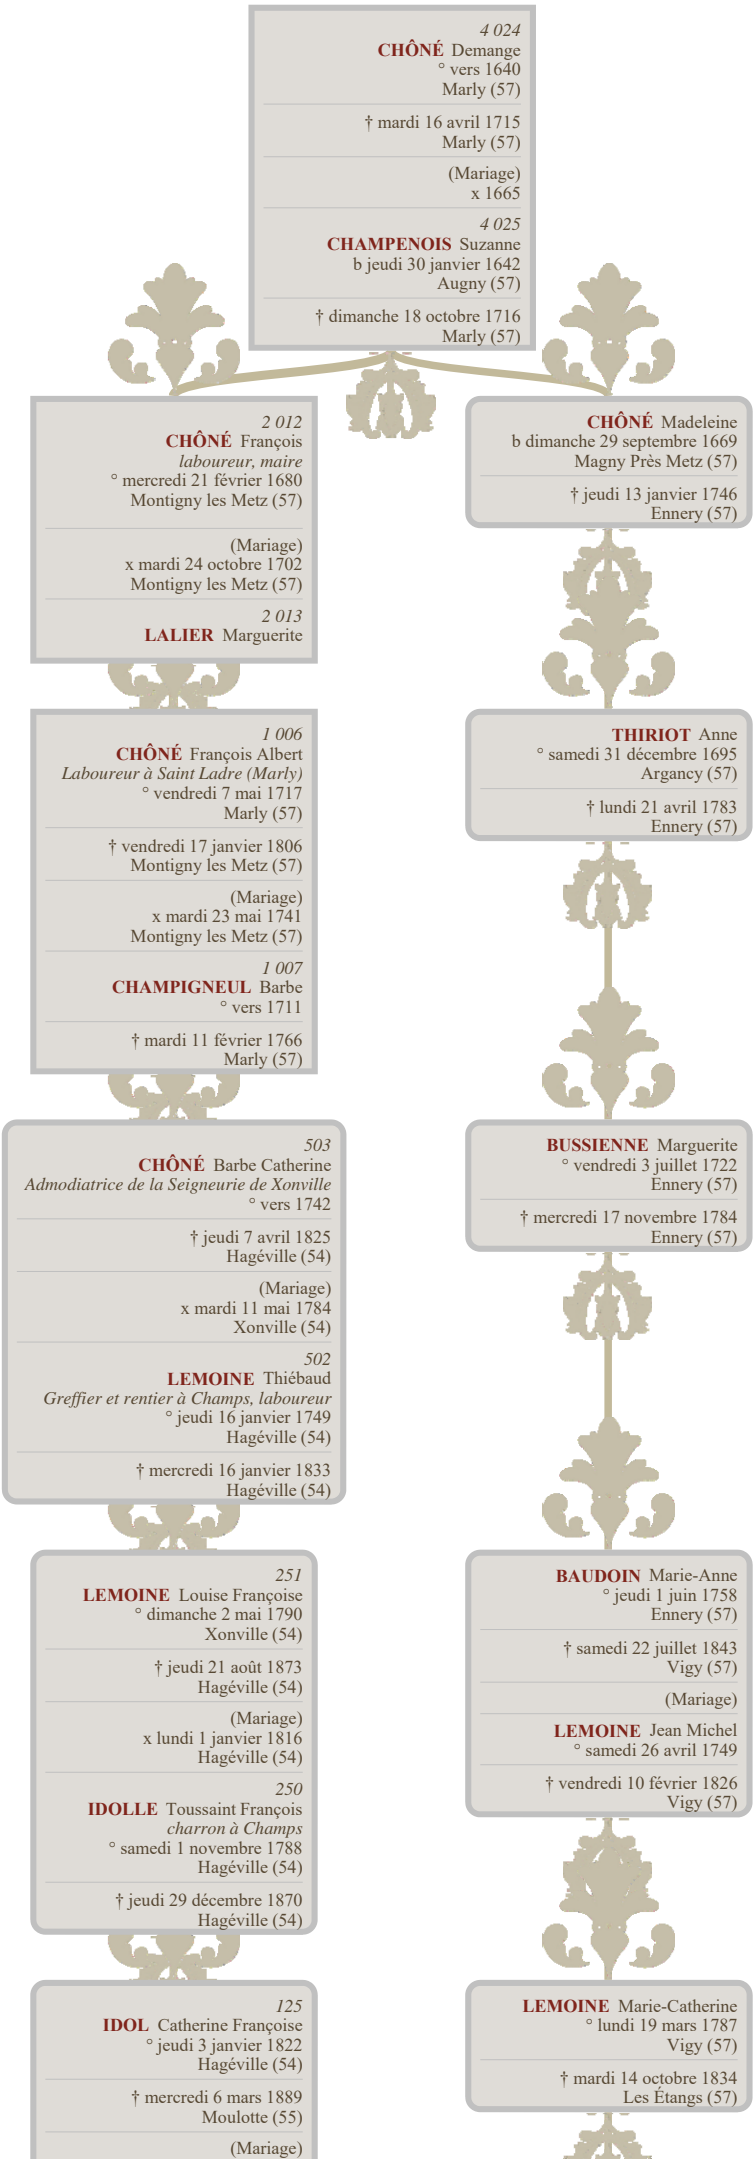 4 024
CHÔNÉ Demange
° vers 1640
Marly (57)
† mardi 16 avril 1715
Marly (57)
(Mariage)
x 1665
4 025
CHAMPENOIS Suzanne
b jeudi 30 janvier 1642
Augny (57)
† dimanche 18 octobre 1716
Marly (57)
2 012
CHÔNÉ François
laboureur, maire
° mercredi 21 février 1680
Montigny les Metz (57)
(Mariage)
x mardi 24 octobre 1702
Montigny les Metz (57)
2 013
LALIER Marguerite
1 006
CHÔNÉ François Albert
Laboureur à Saint Ladre (Marly)
° vendredi 7 mai 1717
Marly (57)
† vendredi 17 janvier 1806
Montigny les Metz (57)
(Mariage)
x mardi 23 mai 1741
Montigny les Metz (57)
1 007
CHAMPIGNEUL Barbe
° vers 1711
† mardi 11 février 1766
Marly (57)
503
CHÔNÉ Barbe Catherine
Admodiatrice de la Seigneurie de Xonville
° vers 1742
† jeudi 7 avril 1825
Hagéville (54)
(Mariage)
x mardi 11 mai 1784
Xonville (54)
502
LEMOINE Thiébaud
Greffier et rentier à Champs, laboureur
° jeudi 16 janvier 1749
Hagéville (54)
† mercredi 16 janvier 1833
Hagéville (54)
251
LEMOINE Louise Françoise
° dimanche 2 mai 1790
Xonville (54)
† jeudi 21 août 1873
Hagéville (54)
(Mariage)
x lundi 1 janvier 1816
Hagéville (54)
250
IDOLLE Toussaint François
charron à Champs
° samedi 1 novembre 1788
Hagéville (54)
† jeudi 29 décembre 1870
Hagéville (54)
125
IDOL Catherine Françoise
° jeudi 3 janvier 1822
Hagéville (54)
† mercredi 6 mars 1889
Moulotte (55)
(Mariage)
CHÔNÉ Madeleine
b dimanche 29 septembre 1669
Magny Près Metz (57)
† jeudi 13 janvier 1746
Ennery (57)
THIRIOT Anne
° samedi 31 décembre 1695
Argancy (57)
† lundi 21 avril 1783
Ennery (57)
BUSSIENNE Marguerite
° vendredi 3 juillet 1722
Ennery (57)
† mercredi 17 novembre 1784
Ennery (57)
BAUDOIN Marie-Anne
° jeudi 1 juin 1758
Ennery (57)
† samedi 22 juillet 1843
Vigy (57)
(Mariage)
LEMOINE Jean Michel
° samedi 26 avril 1749
† vendredi 10 février 1826
Vigy (57)
LEMOINE Marie-Catherine
° lundi 19 mars 1787
Vigy (57)
† mardi 14 octobre 1834
Les Étangs (57)